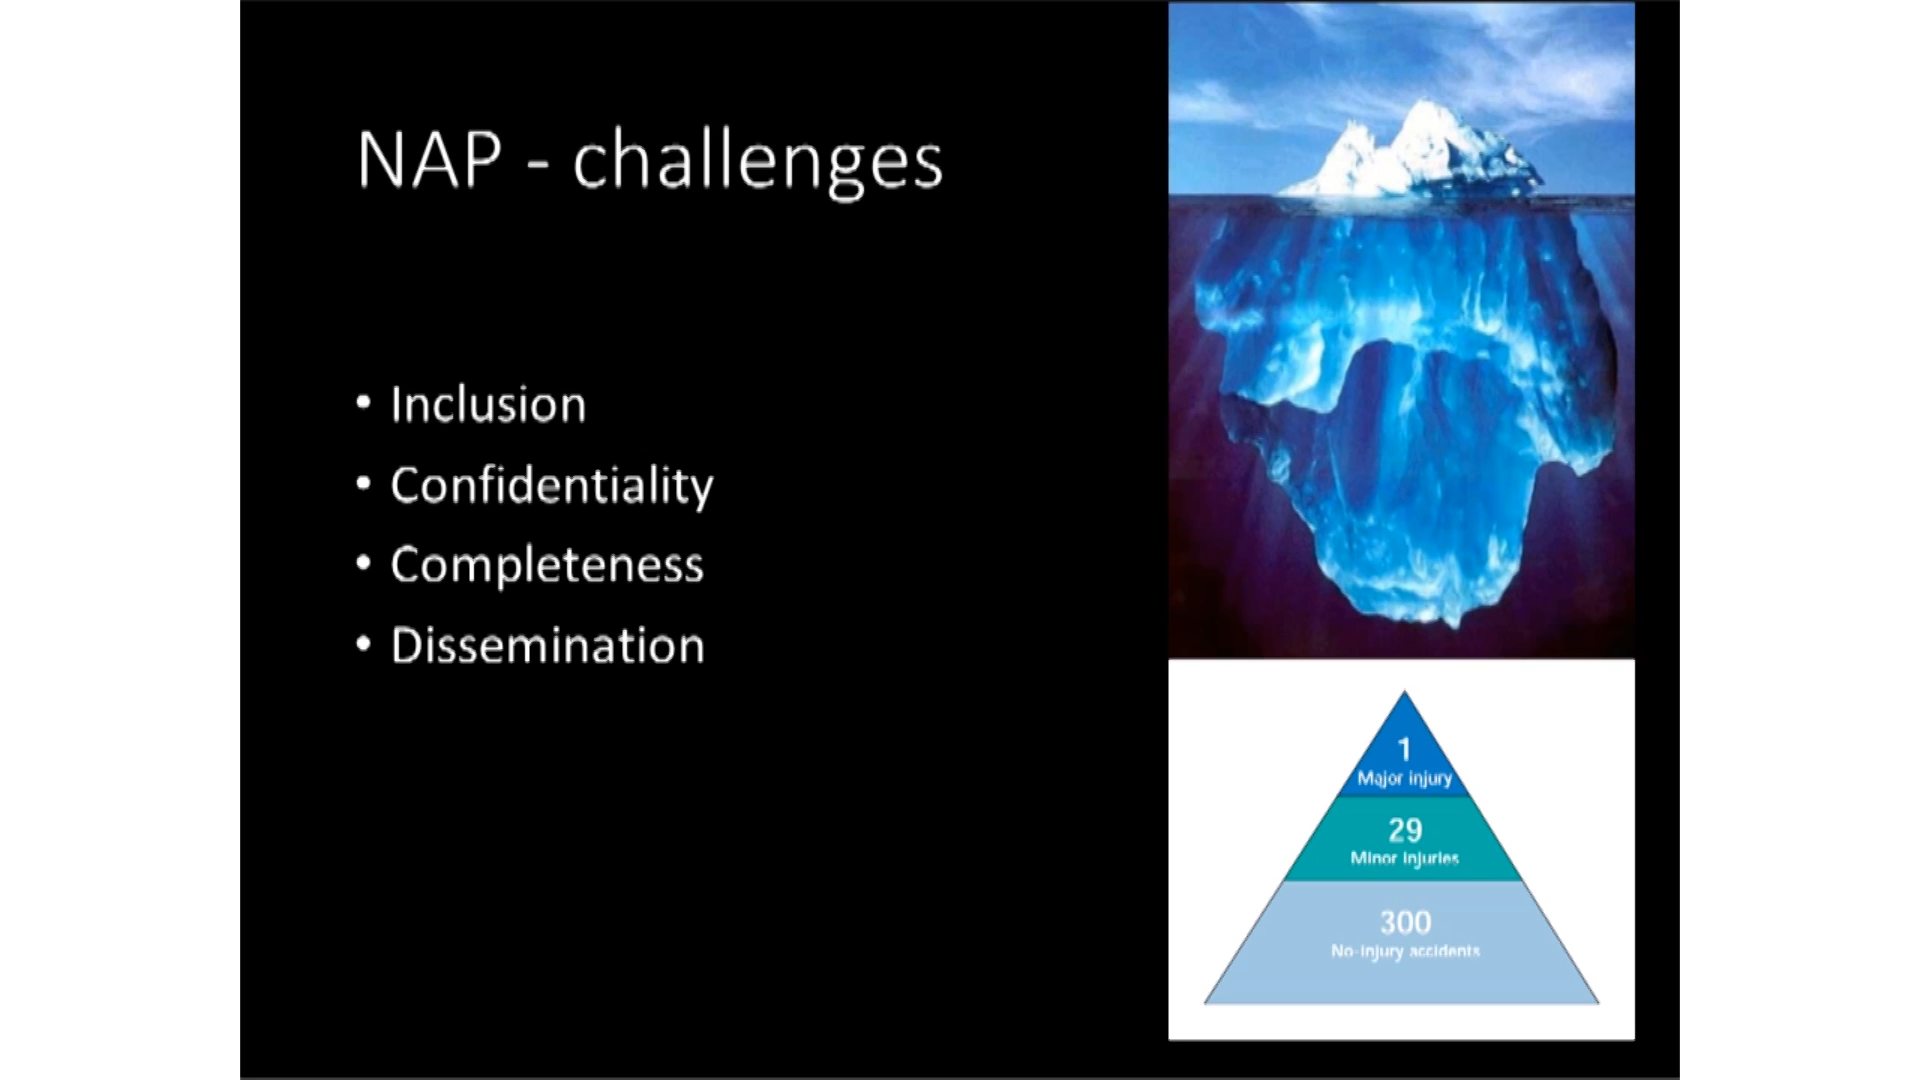 NAP - challenges
• Inclusion
• Confidentiality
• Completeness
• Dissemination
1
Major injury
29
Minor injuries
300
No-injury accidents